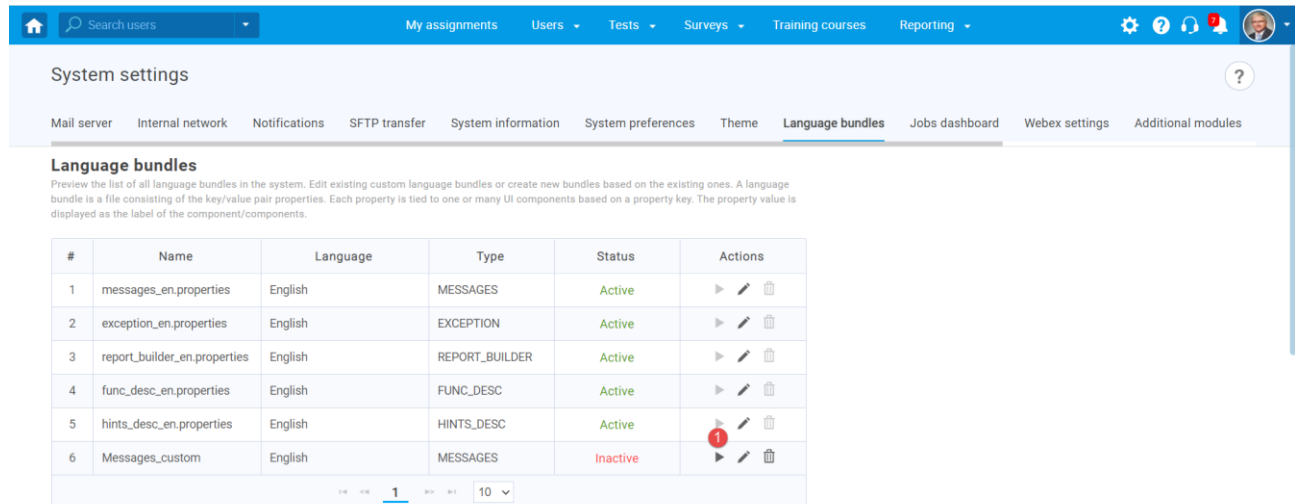 Search users My assignments Users Tests Surveys Training courses Reporting 7
System settings ?
Mail server Internal network Notifications SFTP transfer System information System preferences Theme Language bundles Jobs dashboard Webex settings Additional modules
Language bundles
Preview the list of all language bundles in the system. Edit existing custom language bundles or create new bundles based on the existing ones. A language
bundle is a file consisting of the key/value pair properties. Each property is tied to one or many UI components based on a property key. The property value is
displayed as the label of the component/components.
# Name Language Type Status Actions
1 messages_en.properties English MESSAGES Active
2 exception_en.properties English EXCEPTION Active
3 report_builder_en.properties English REPORT_BUILDER Active
4 func_desc_en.properties English FUNC_DESC Active
5 hints_desc_en.properties English HINTS_DESC Active
1
6 Messages_custom English MESSAGES Inactive
1 10